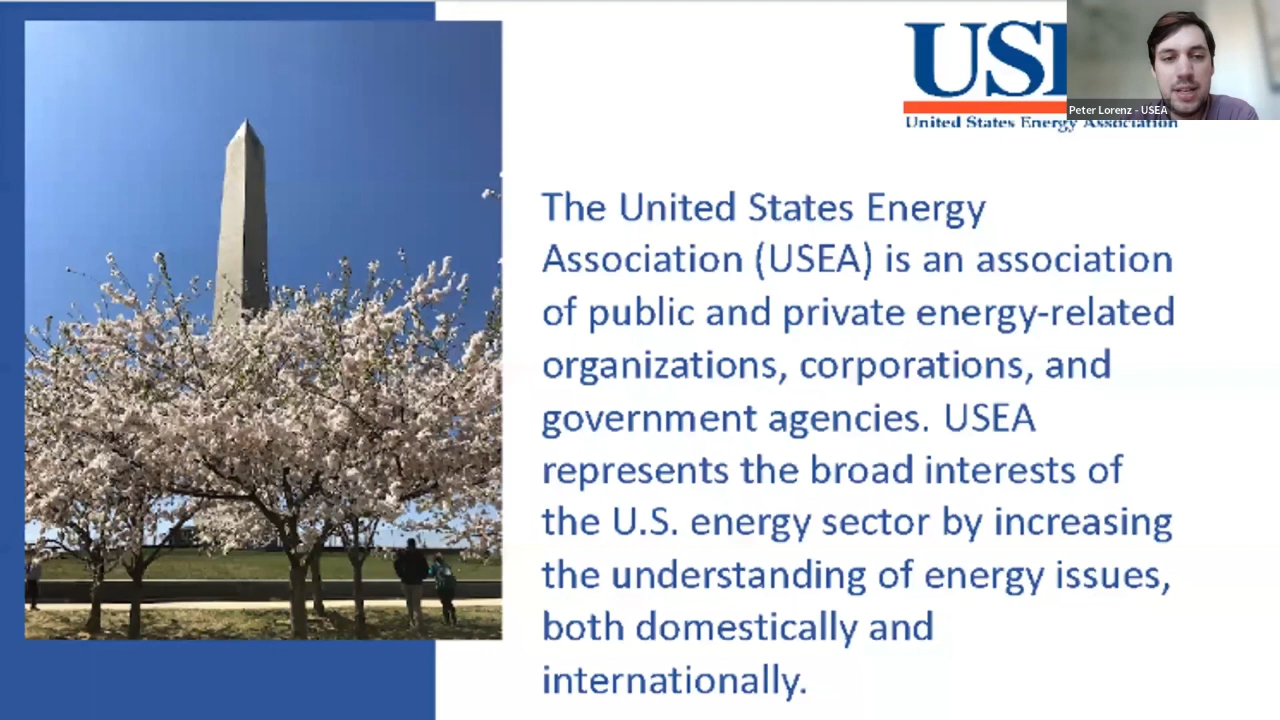 USE
United States Energy Association
Peter Lorenz - USEA
The United States Energy
Association (USEA) is an association
of public and private energy-related
organizations, corporations, and
government agencies. USEA
represents the broad interests of
the U.S. energy sector by increasing
the understanding of energy issues,
both domestically and
internationally.